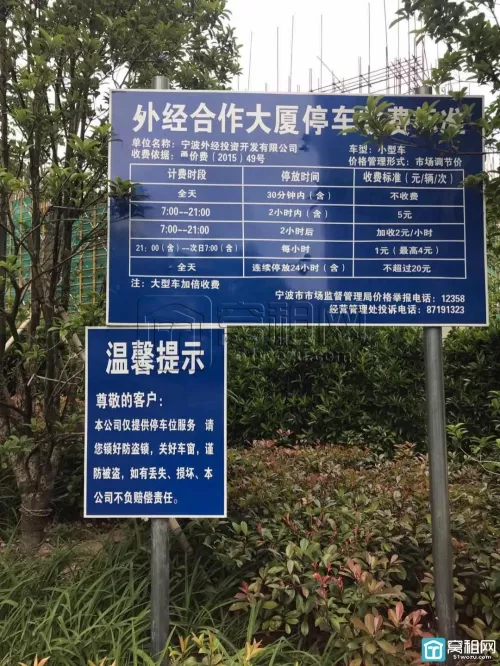 外经合作大厦停车 费
单位名称：宁波外经投资开发有限公司 车型：小型车
收费依据： 价费（2015）49号 价格管理形式：市场调节价
计费时段 停放时间 收费标准（元/辆/次）
全天 30分钟内（含） 不收费
7:00--21:00 2小时内（含） 5元
7:00--21:00 2小时后 加收2元/小时
21：00（含）--次日7:00（含） 每小时 1元（最高4元）
全天 连续停放24小时（含） 不超过20元
注：大型车加倍收费
宁波市市场监督管理局价格举报电话：12358
经营管理处投诉电话：87191323
温馨提示
尊敬的客户：
本公司仅提供停车位服务 请
您锁好防盗锁，关好车窗，谨
防被盗，如有丢失、损坏、本
公司不负赔偿责任。
窝租网
www.51wozu.com
窝租网
51wozu.com